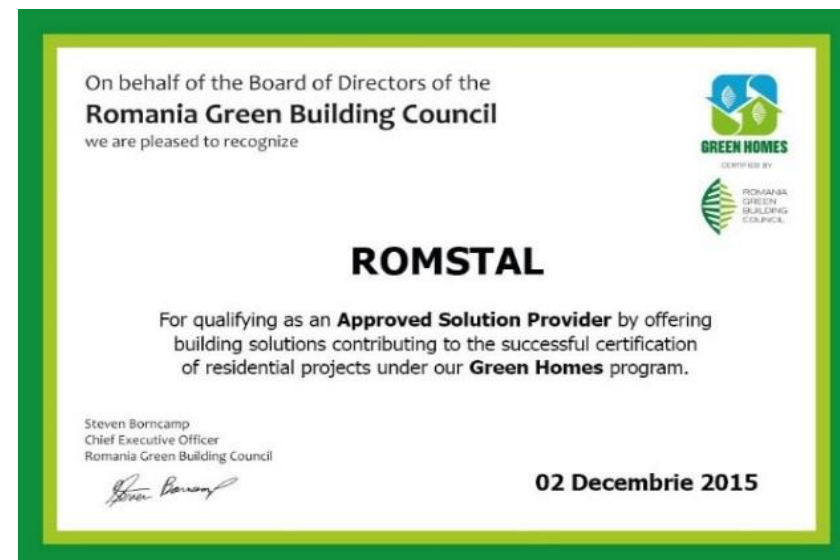 On behalf of the Board of Directors of the
Romania Green Building Council
we are pleased to recognize
GREEN HOMES
CERTIFIED BY
ROMANIA
GREEN
BUILDING
COUNCIL
ROMSTAL
For qualifying as an Approved Solution Provider by offering
building solutions contributing to the successful certification
of residential projects under our Green Homes program.
Steven Borncamp
Chief Executive Officer
Romania Green Building Council
02 Decembrie 2015